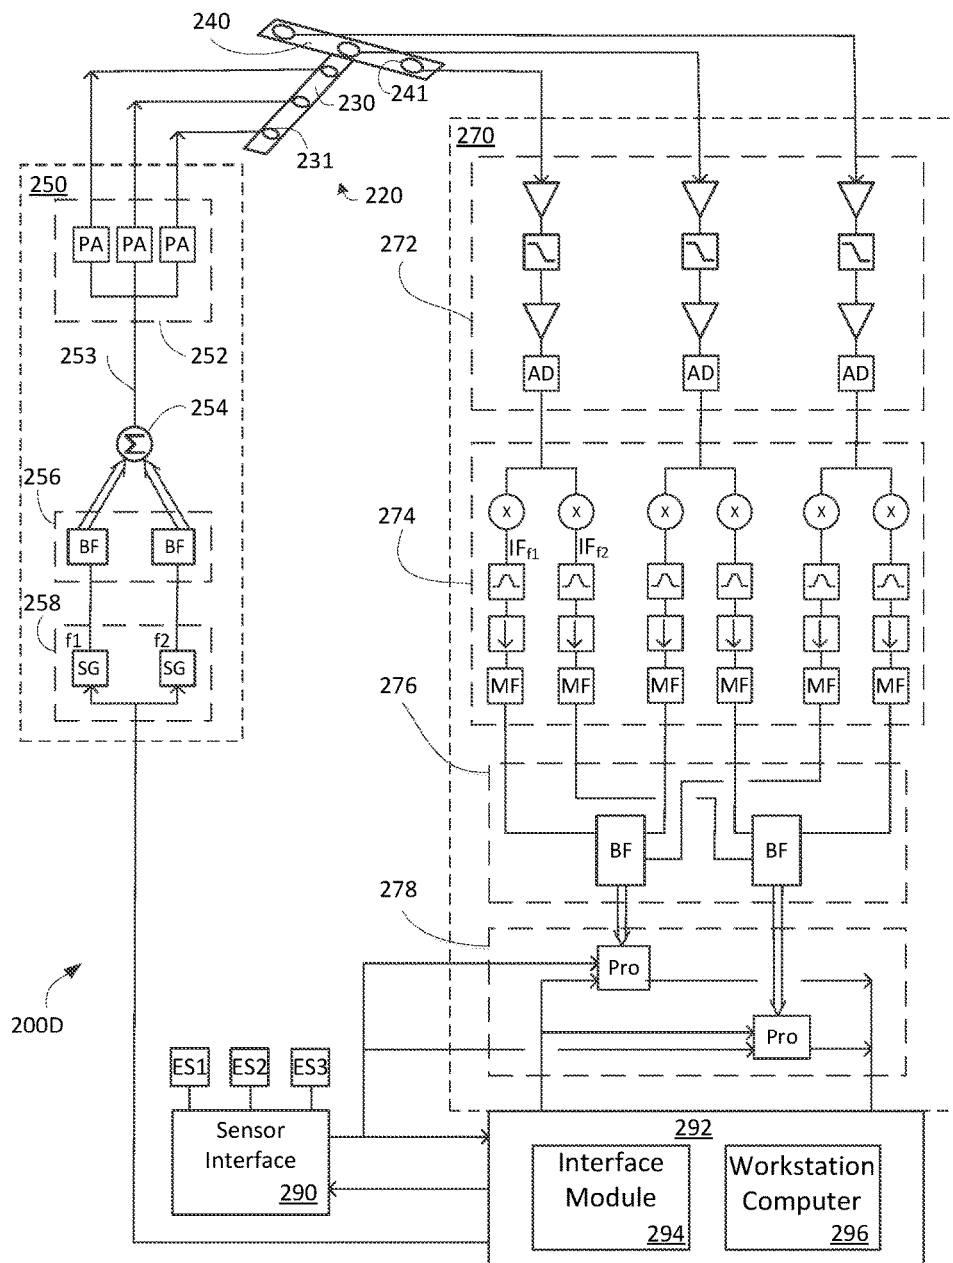 240
241
230
231
220
270
250
PA PA PA
272
252
253
254
AD AD AD
256
BF BF
274
X X X X X X
IFf1 IFf2
258
f1 f2
SG SG
MF MF MF MF MF MF
276
BF BF
278
Pro
Pro
200D
ES1 ES2 ES3
Sensor
Interface
290
292
Interface
Module
294
Workstation
Computer
296
Σ